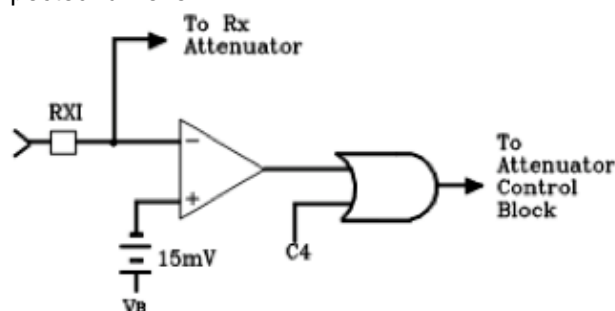 To Rx
Attenuator
RXI
To
Attenuator
Control
Block
15mV
C4
VB